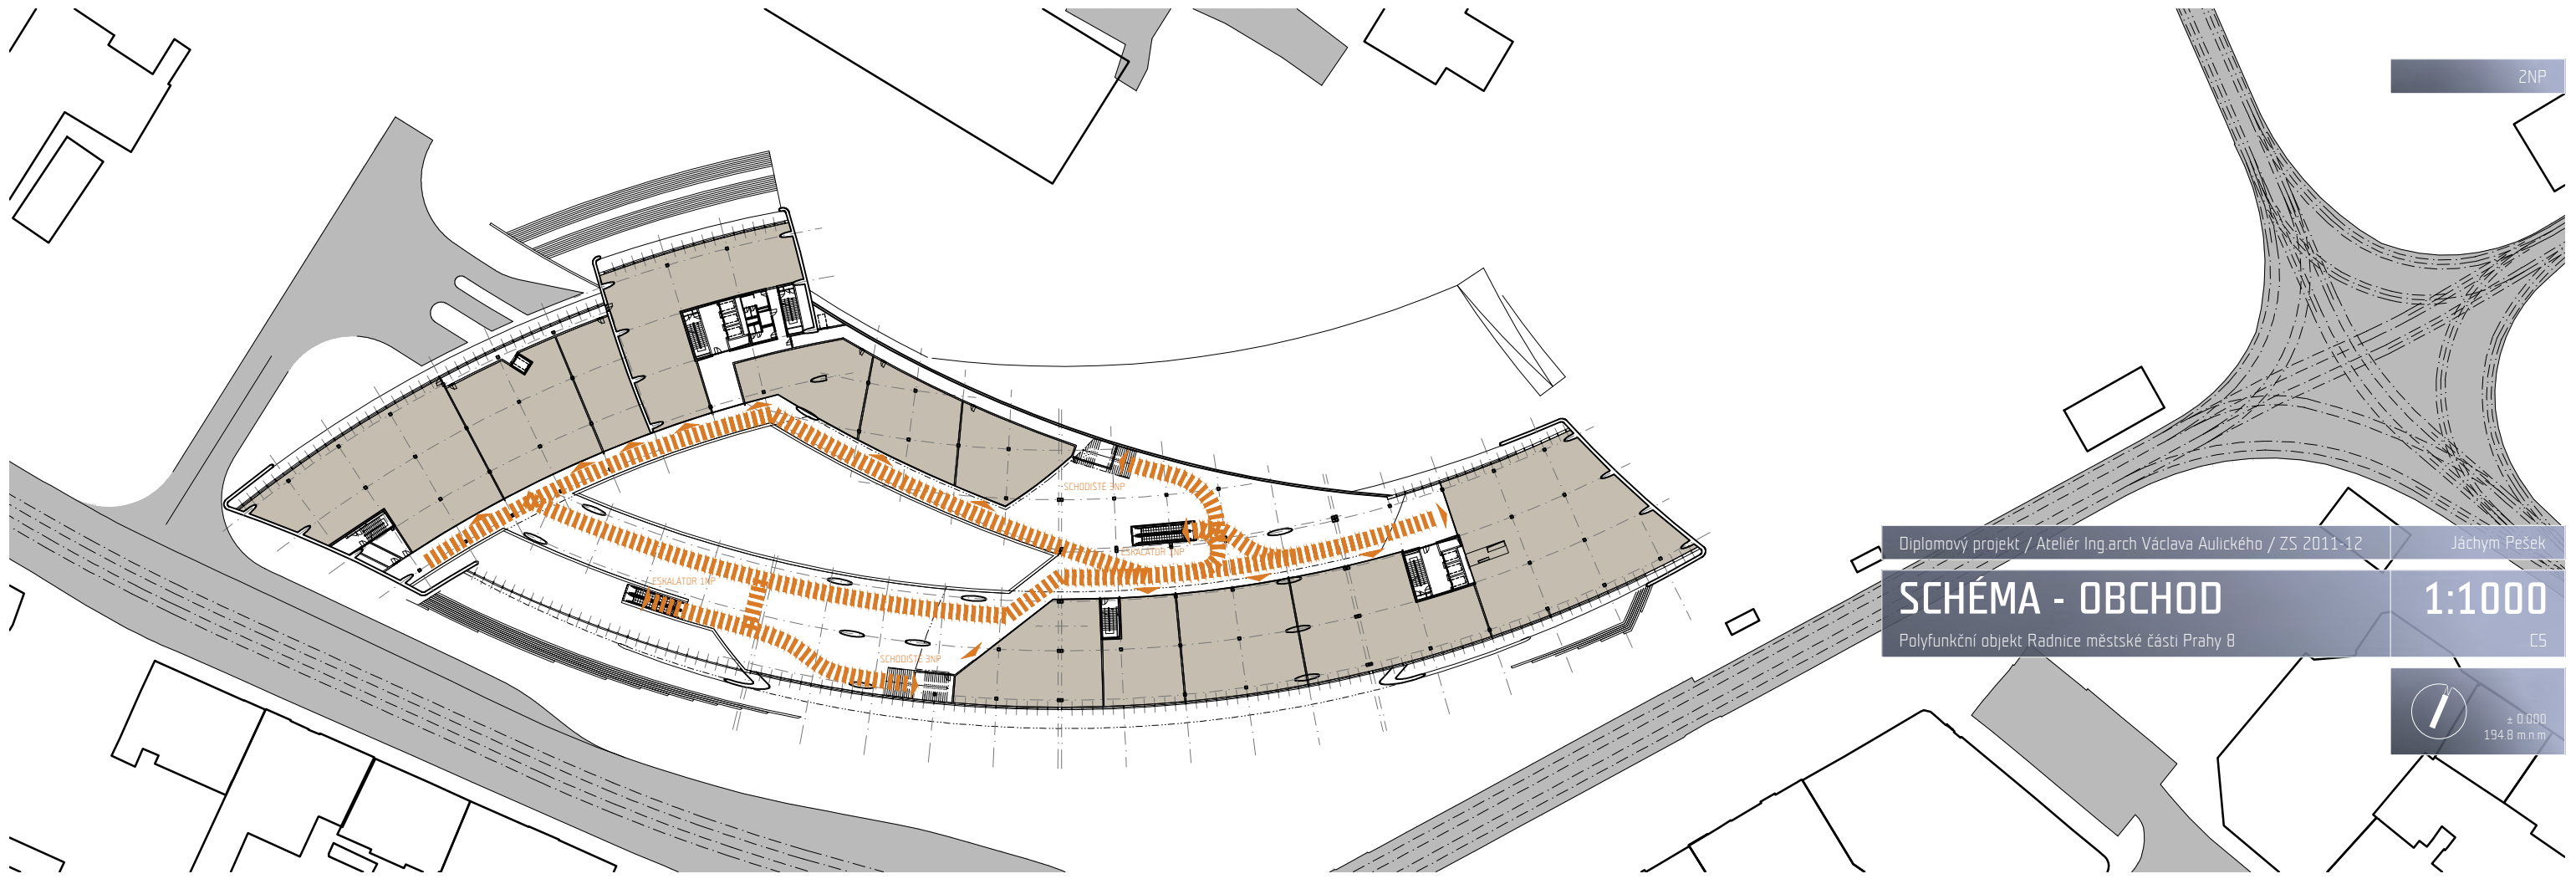 2NP
SCHODIŠTĚ 3NP
ESKALÁTOR 1NP
ESKALÁTOR 1NP
SCHODIŠTĚ 3NP
Diplomový projekt / Ateliér Ing.arch Václava Aulického / ZS 2011-12
Jáchym Pešek
SCHÉMA - OBCHOD
1:1000
Polyfunkční objekt Radnice městské části Prahy 8
C5
± 0.000
194.8 m.n.m